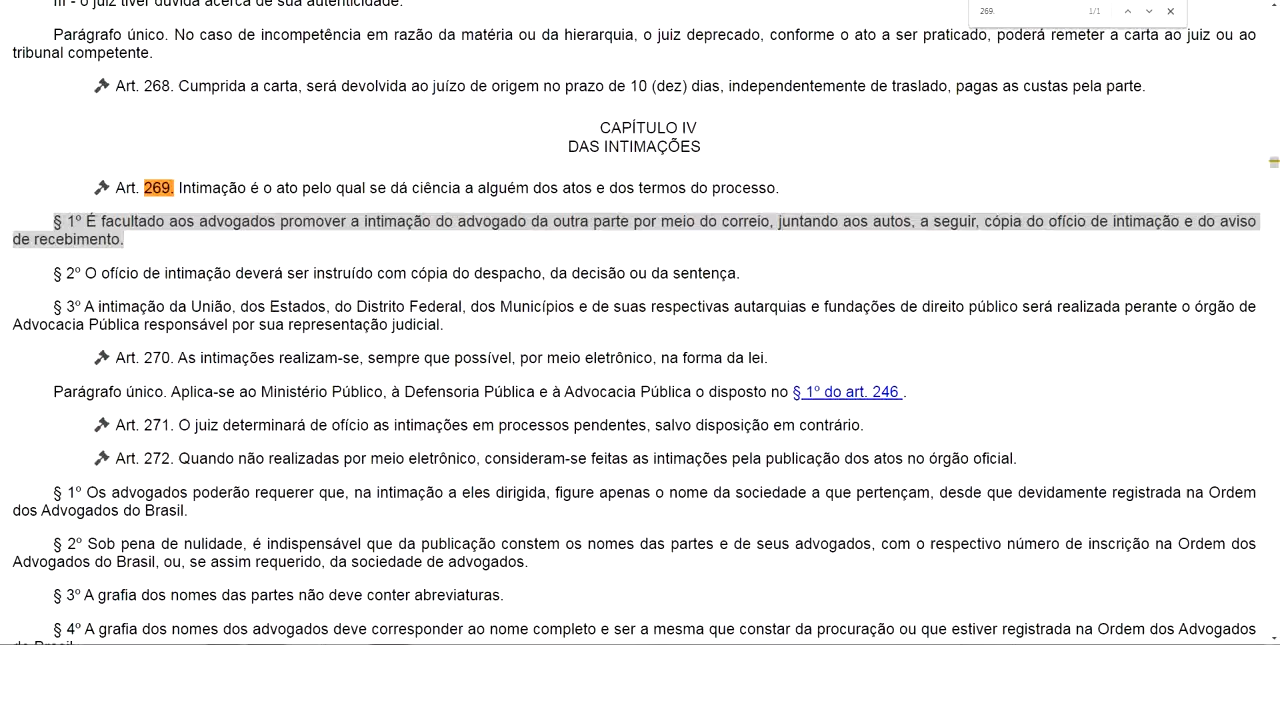 III - o juiz tiver dúvida acerca de sua autenticidade.
269.
1/1
Parágrafo único. No caso de incompetência em razão da matéria ou da hierarquia, o juiz deprecado, conforme o ato a ser praticado, poderá remeter a carta ao juiz ou ao
tribunal competente.
Art. 268. Cumprida a carta, será devolvida ao juízo de origem no prazo de 10 (dez) dias, independentemente de traslado, pagas as custas pela parte.
CAPÍTULO IV
DAS INTIMAÇÕES
Art. 269. Intimação é o ato pelo qual se dá ciência a alguém dos atos e dos termos do processo.
§ 1º É facultado aos advogados promover a intimação do advogado da outra parte por meio do correio, juntando aos autos, a seguir, cópia do ofício de intimação e do aviso
de recebimento.
§ 2º O ofício de intimação deverá ser instruído com cópia do despacho, da decisão ou da sentença.
§ 3º A intimação da União, dos Estados, do Distrito Federal, dos Municípios e de suas respectivas autarquias e fundações de direito público será realizada perante o órgão de
Advocacia Pública responsável por sua representação judicial.
Art. 270. As intimações realizam-se, sempre que possível, por meio eletrônico, na forma da lei.
Parágrafo único. Aplica-se ao Ministério Público, à Defensoria Pública e à Advocacia Pública o disposto no § 1º do art. 246 .
Art. 271. O juiz determinará de ofício as intimações em processos pendentes, salvo disposição em contrário.
Art. 272. Quando não realizadas por meio eletrônico, consideram-se feitas as intimações pela publicação dos atos no órgão oficial.
§ 1º Os advogados poderão requerer que, na intimação a eles dirigida, figure apenas o nome da sociedade a que pertençam, desde que devidamente registrada na Ordem
dos Advogados do Brasil.
§ 2º Sob pena de nulidade, é indispensável que da publicação constem os nomes das partes e de seus advogados, com o respectivo número de inscrição na Ordem dos
Advogados do Brasil, ou, se assim requerido, da sociedade de advogados.
§ 3º A grafia dos nomes das partes não deve conter abreviaturas.
§ 4º A grafia dos nomes dos advogados deve corresponder ao nome completo e ser a mesma que constar da procuração ou que estiver registrada na Ordem dos Advogados
do Brasil.